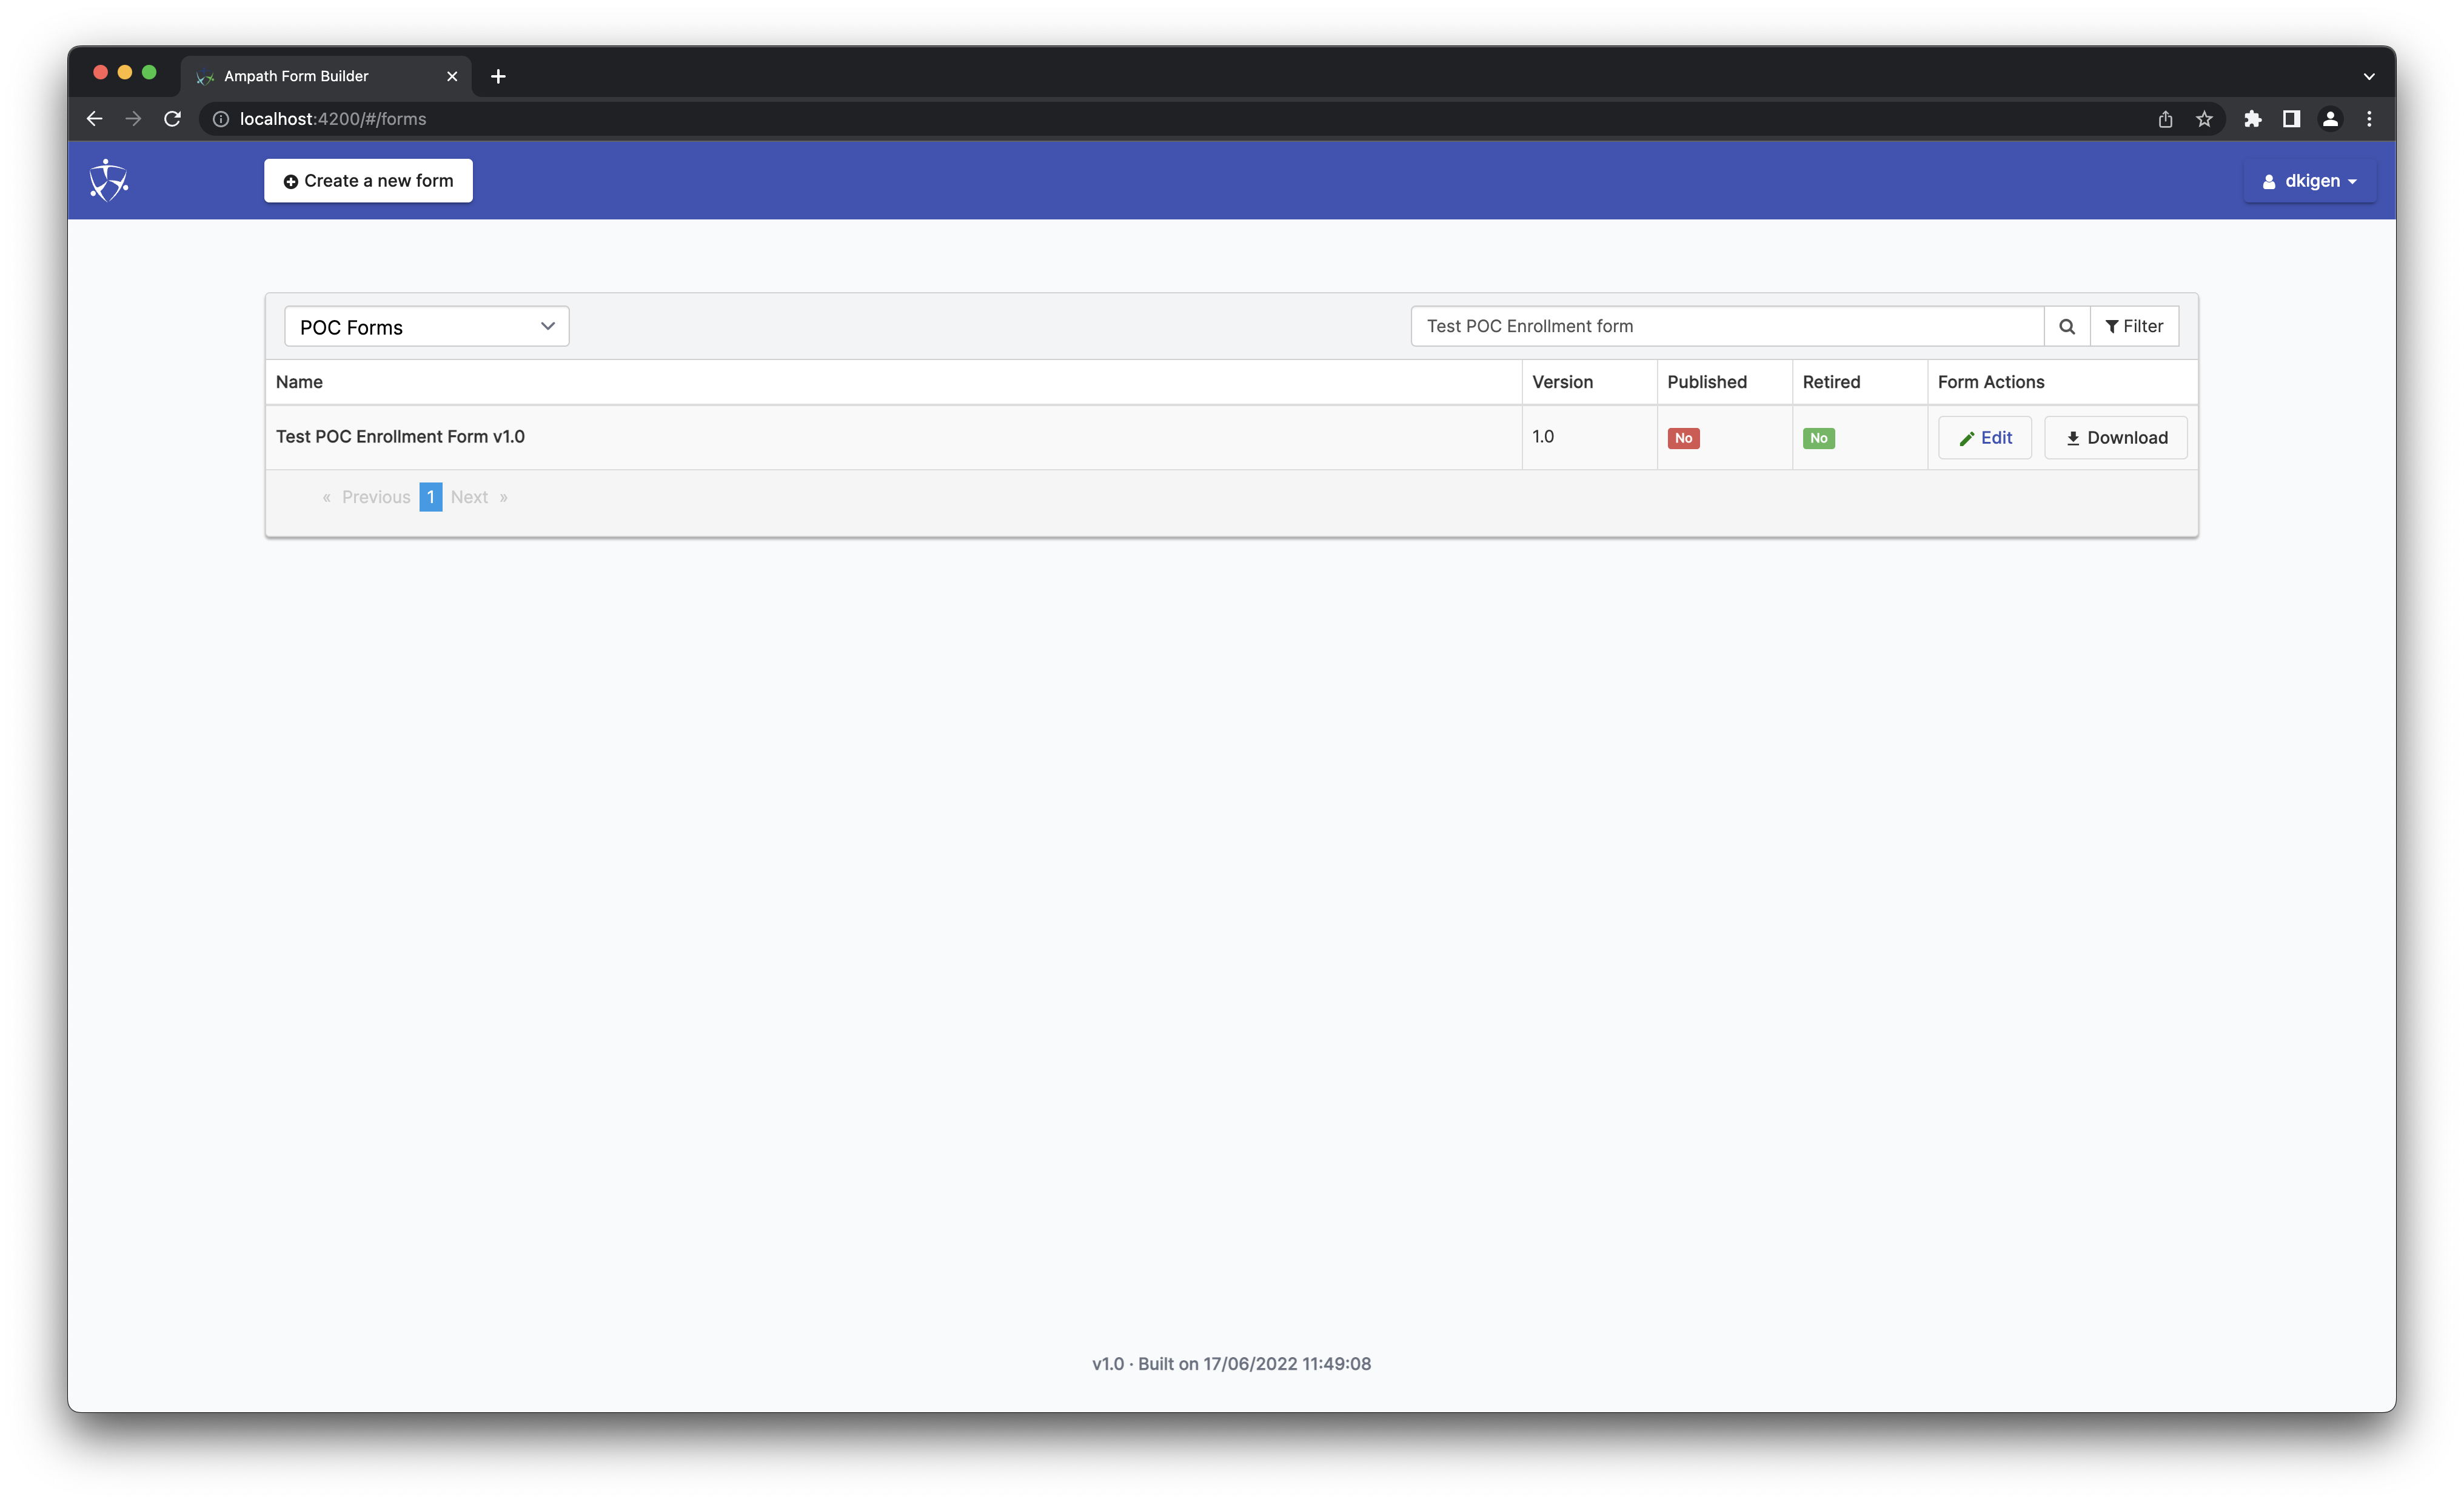 Ampath Form Builder
localhost:4200/#/forms
Create a new form
dkigen
POC Forms
Test POC Enrollment form
Filter
Name Version Published Retired Form Actions
Test POC Enrollment Form v1.0 1.0 No No Edit Download
« Previous 1 Next »
v1.0 · Built on 17/06/2022 11:49:08